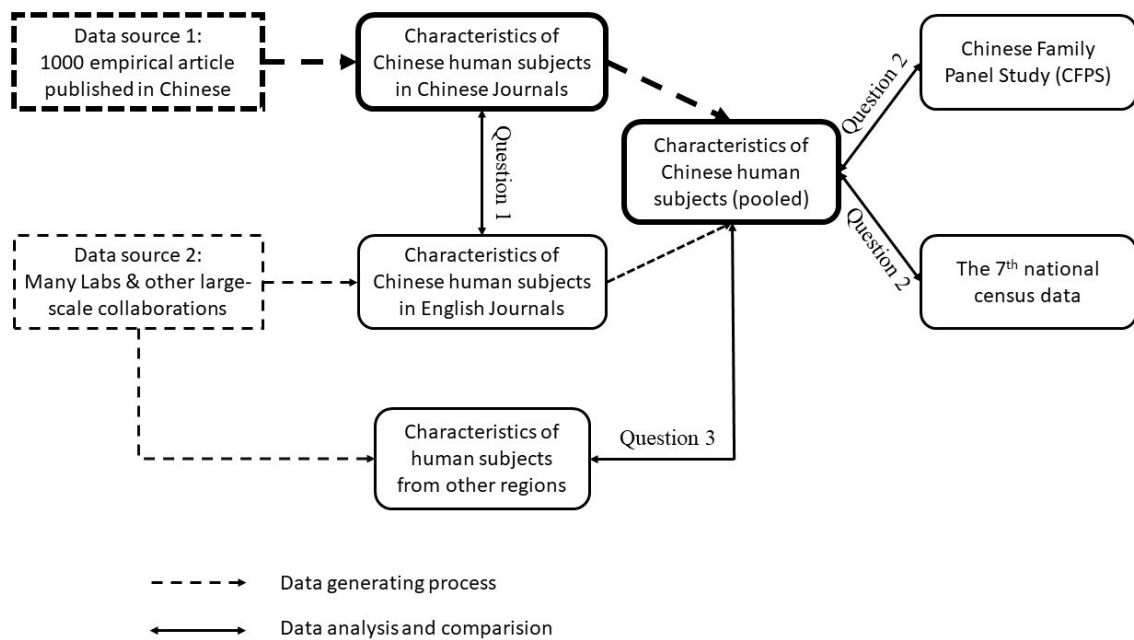 Data source 1:
1000 empirical article
published in Chinese
Characteristics of
Chinese human subjects
in Chinese Journals
Chinese Family
Panel Study (CFPS)
Question 2
Question 1
Characteristics of
Chinese human
subjects (pooled)
Data source 2:
Many Labs & other large-
scale collaborations
Characteristics of
Chinese human subjects
in English Journals
Question 2
The 7th national
census data
Characteristics of
human subjects
from other regions
Question 3
Data generating process
Data analysis and comparision